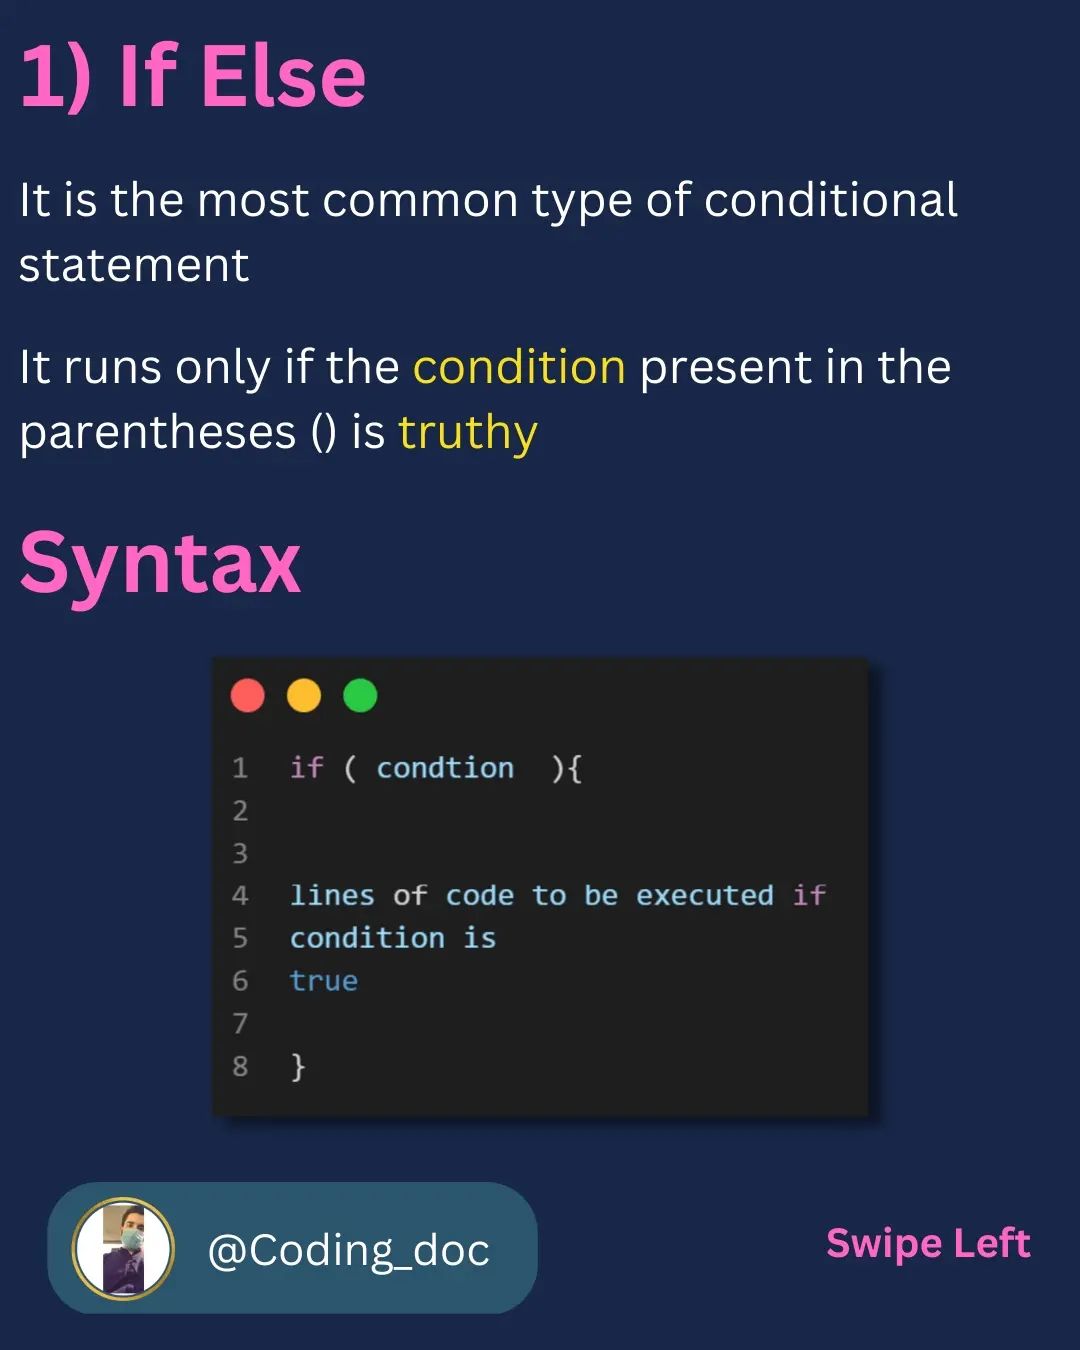 1) If Else
It is the most common type of conditional
statement
It runs only if the condition present in the
parentheses () is truthy
Syntax
1 if ( condtion  ){
2
3
4 lines of code to be executed if
5 condition is
6 true
7
8 }
@Coding_doc
Swipe Left